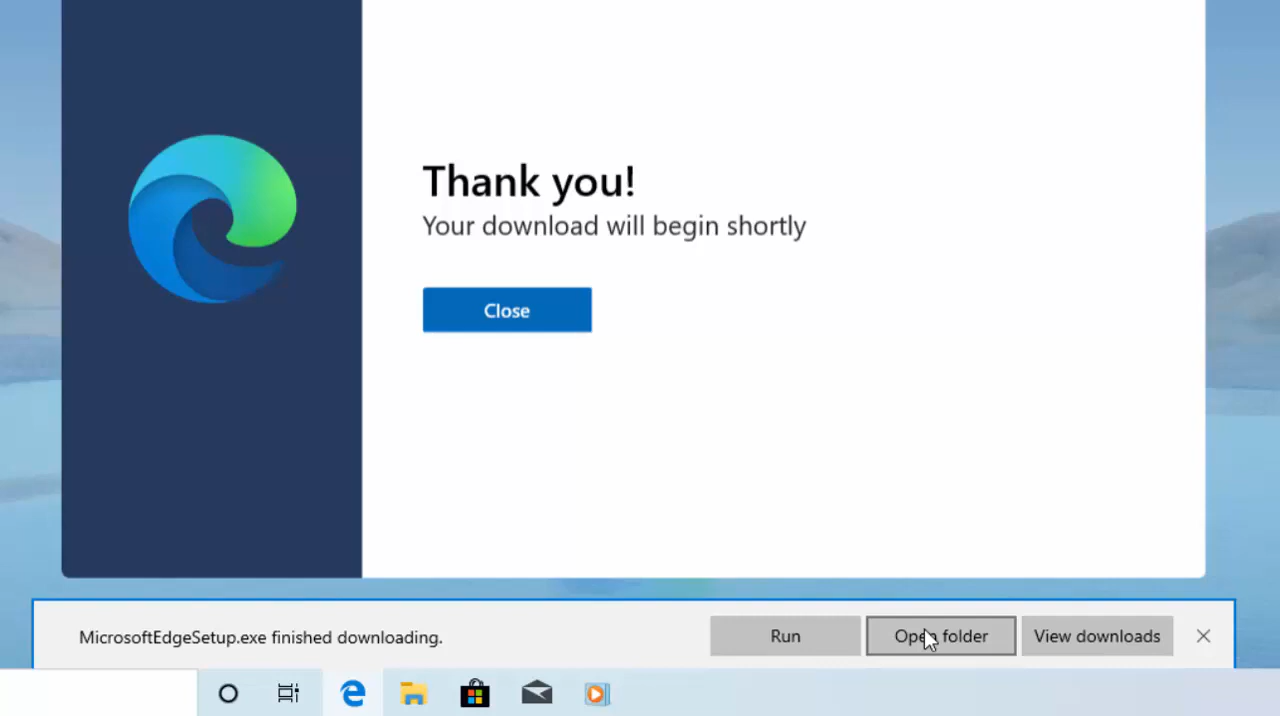 Thank you!
Your download will begin shortly
Close
MicrosoftEdgeSetup.exe finished downloading.
Run
Open folder
View downloads